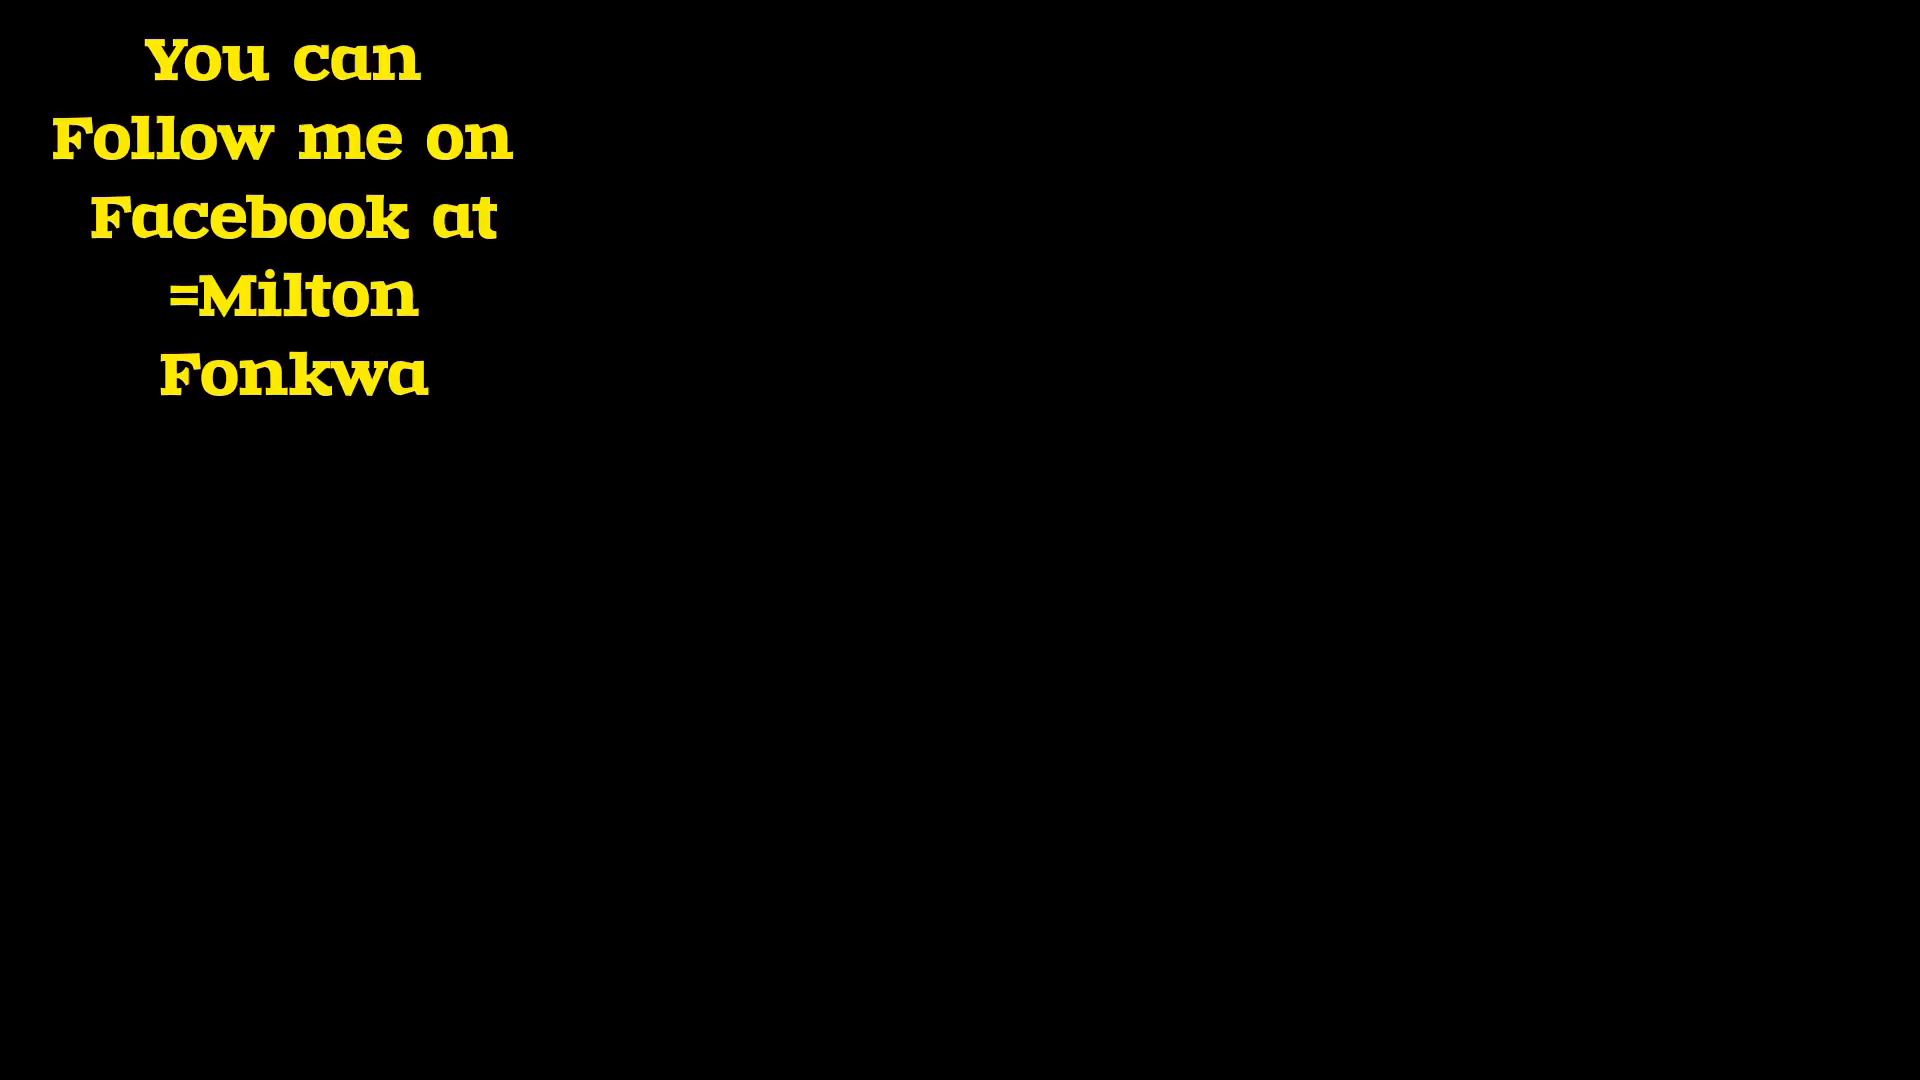 You can
Follow me on
Facebook at
=Milton
Fonkwa